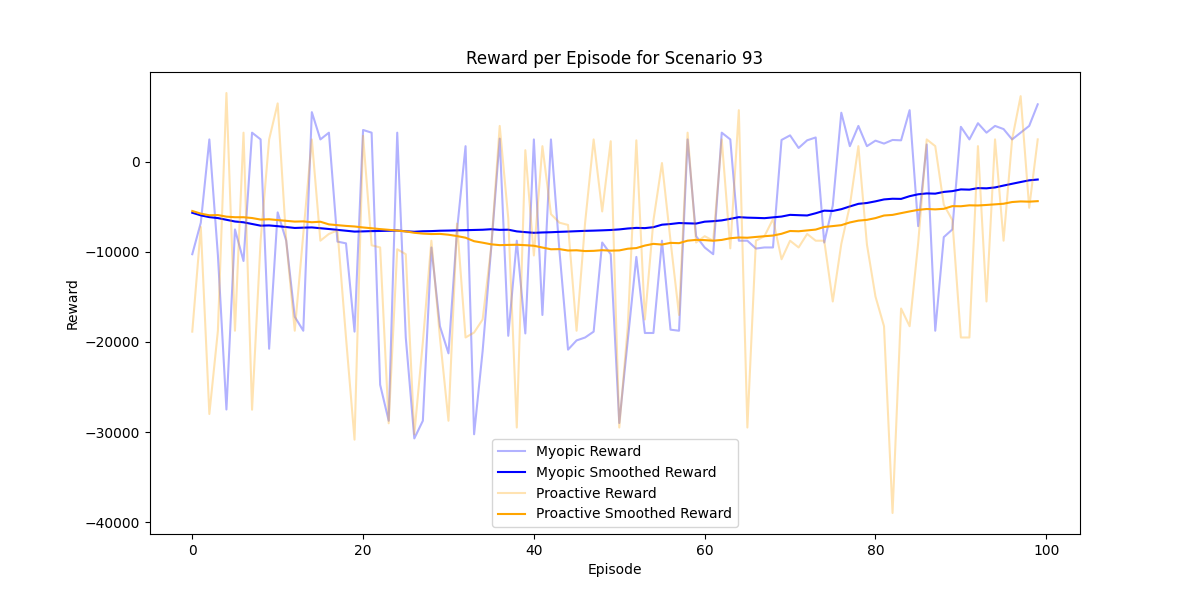 Reward per Episode for Scenario 93
Reward
0
−10000
−20000
−30000
−40000
Myopic Reward
Myopic Smoothed Reward
Proactive Reward
Proactive Smoothed Reward
0 20 40 60 80 100
Episode